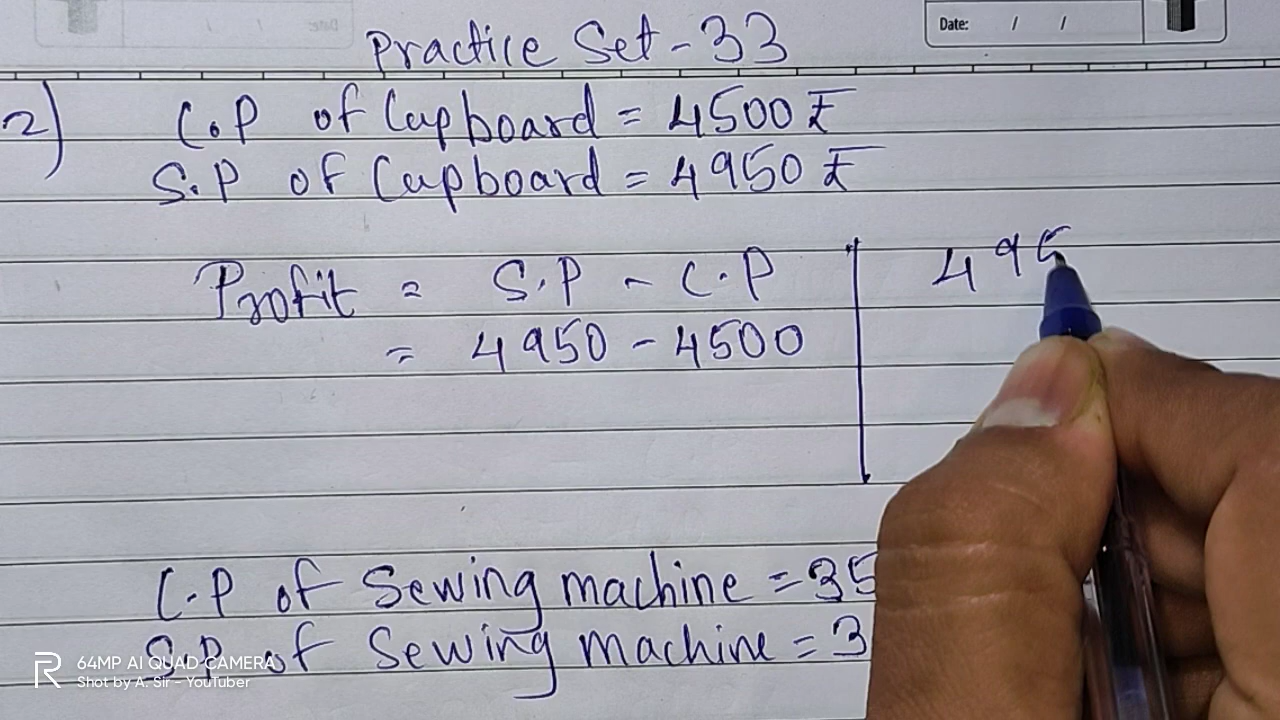 Date: / /
Practice Set-33
2) C.P of Cupboard = 4500 ₹
S.P of Cupboard = 4950 ₹
Profit = S.P - C.P
= 4950 - 4500
495
C.P of Sewing machine = 35
S.P of Sewing machine = 3
64MP AI QUAD CAMERA
Shot by A. Sir - YouTuber